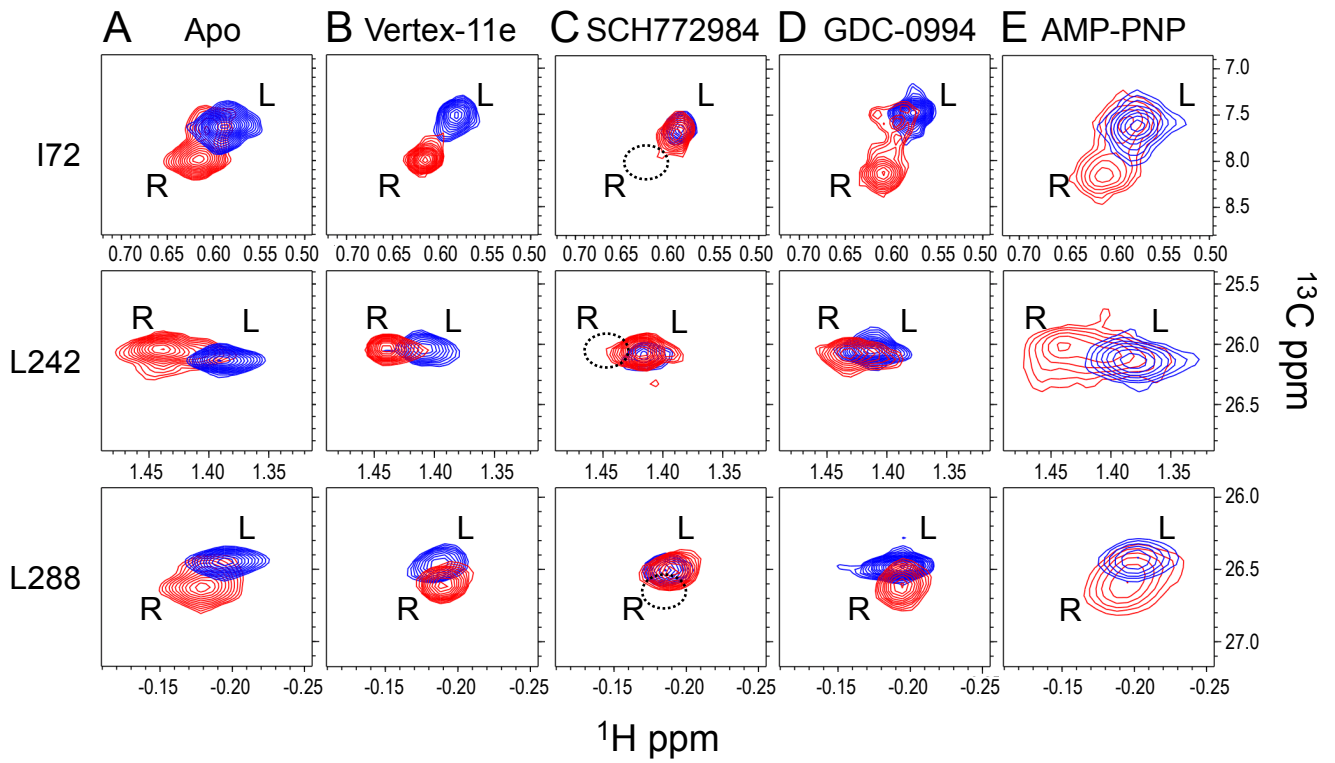 A Apo B Vertex-11e C SCH772984 D GDC-0994 E AMP-PNP
I72
L R
L R
R
L R
L R
7.0
7.5
8.0
8.5
0.70 0.65 0.60 0.55 0.50
0.70 0.65 0.60 0.55 0.50
0.70 0.65 0.60 0.55 0.50
0.70 0.65 0.60 0.55 0.50
0.70 0.65 0.60 0.55 0.50
L242
R L
R L
R L
R L
R L
25.5
26.0
26.5
1.45 1.40 1.35
1.45 1.40 1.35
1.45 1.40 1.35
1.45 1.40 1.35
1.45 1.40 1.35
L288
L R
L R
L R
L R
L R
26.0
26.5
27.0
-0.15 -0.20 -0.25
-0.15 -0.20 -0.25
-0.15 -0.20 -0.25
-0.15 -0.20 -0.25
-0.15 -0.20 -0.25
13C ppm
1H ppm